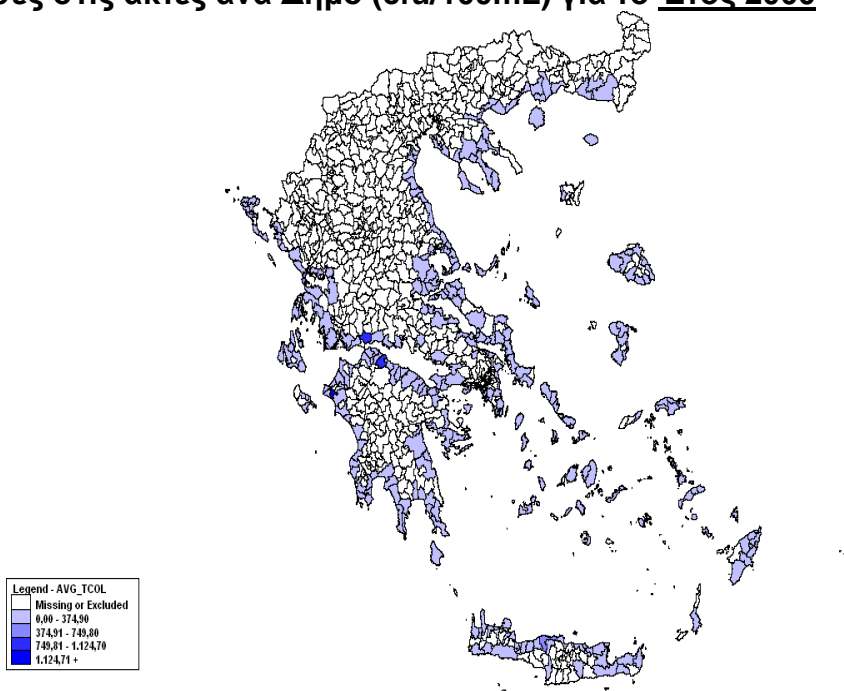 στις ακτές ανά Δήμο (cfu/100mL) για το Έτος 2000
Legend - AVG_TCOL
Missing or Excluded
0,00 - 374,90
374,91 - 749,80
749,81 - 1.124,70
1.124,71 +